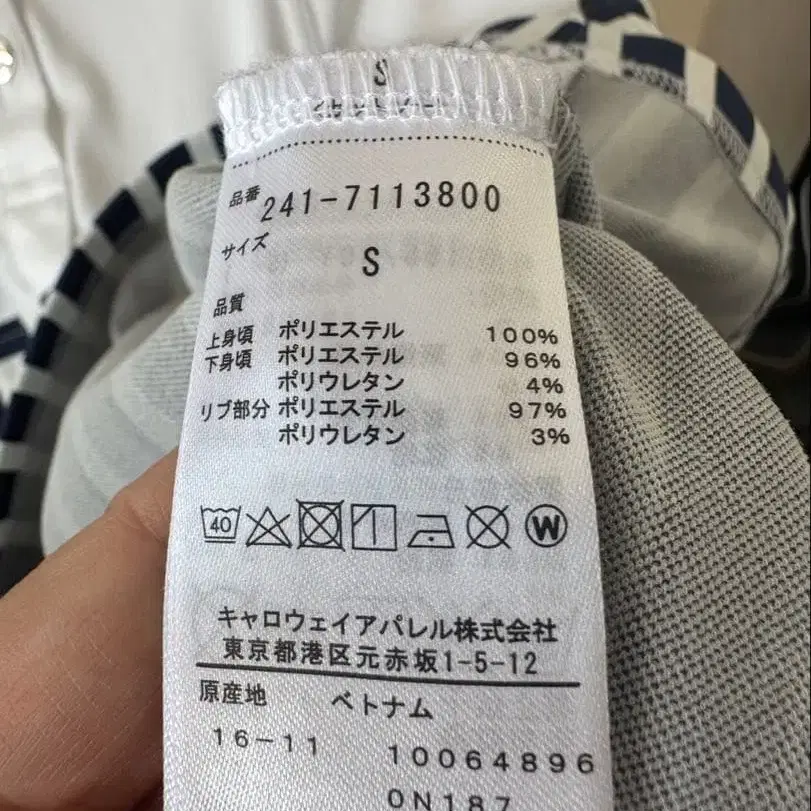 S
品番 241-7113800
サイズ S
品質
上身頃 ポリエステル 100%
下身頃 ポリエステル 96%
ポリウレタン 4%
リブ部分 ポリエステル 97%
ポリウレタン 3%
40 W
キャロウェイアパレル株式会社
東京都港区元赤坂1-5-12
原産地 ベトナム
16-11 10064896
0N187